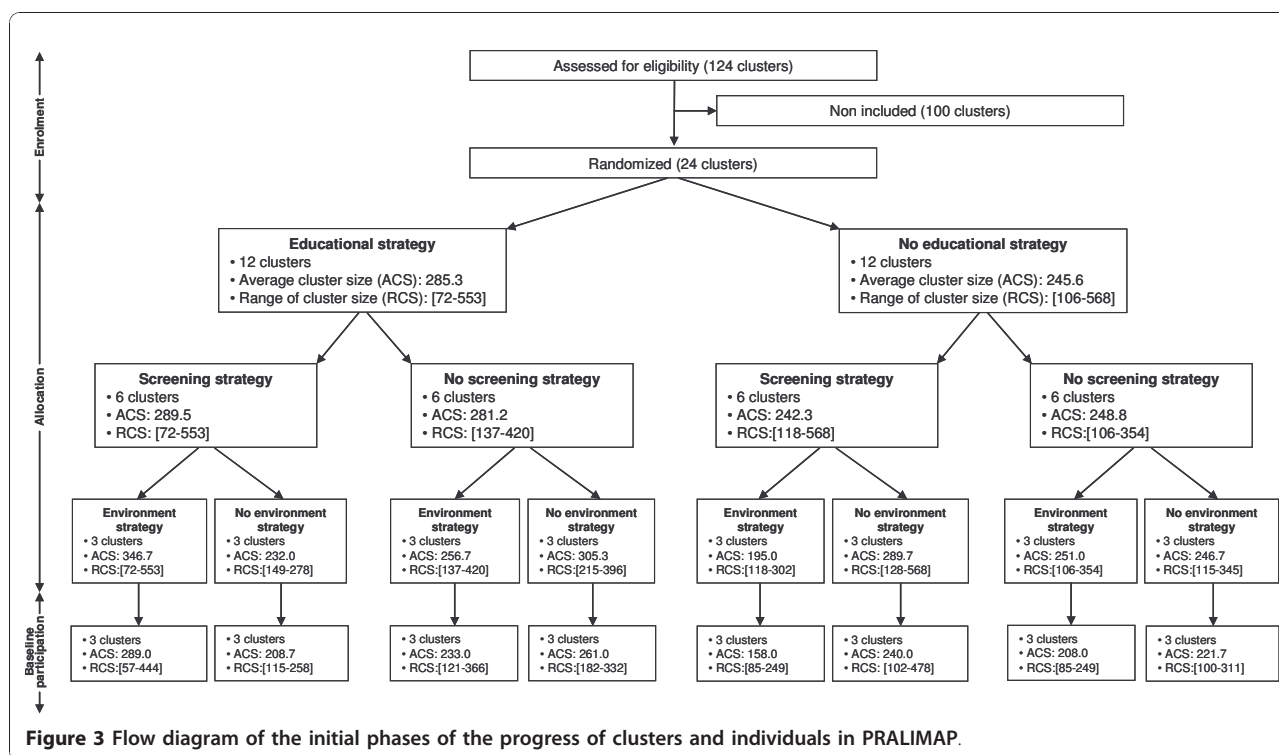 Enrolment
Assessed for eligibility (124 clusters)
Non included (100 clusters)
Randomized (24 clusters)
Allocation
Educational strategy
• 12 clusters
• Average cluster size (ACS): 285.3
• Range of cluster size (RCS): [72-553]
No educational strategy
• 12 clusters
• Average cluster size (ACS): 245.6
• Range of cluster size (RCS): [106-568]
Screening strategy
• 6 clusters
• ACS: 289.5
• RCS: [72-553]
No screening strategy
• 6 clusters
• ACS: 281.2
• RCS: [137-420]
Screening strategy
• 6 clusters
• ACS: 242.3
• RCS:[118-568]
No screening strategy
• 6 clusters
• ACS: 248.8
• RCS:[106-354]
Environment
strategy
• 3 clusters
• ACS: 346.7
• RCS:[72-553]
No environment
strategy
• 3 clusters
• ACS: 232.0
• RCS:[149-278]
Environment
strategy
• 3 clusters
• ACS: 256.7
• RCS:[137-420]
No environment
strategy
• 3 clusters
• ACS: 305.3
• RCS:[215-396]
Environment
strategy
• 3 clusters
• ACS: 195.0
• RCS:[118-302]
No environment
strategy
• 3 clusters
• ACS: 289.7
• RCS: [128-568]
Environment
strategy
• 3 clusters
• ACS: 251.0
• RCS:[106-354]
No environment
strategy
• 3 clusters
• ACS: 246.7
• RCS:[115-345]
Baseline
participation
• 3 clusters
• ACS: 289.0
• RCS:[57-444]
• 3 clusters
• ACS: 208.7
• RCS:[115-258]
• 3 clusters
• ACS: 233.0
• RCS:[121-366]
• 3 clusters
• ACS: 261.0
• RCS:[182-332]
• 3 clusters
• ACS: 158.0
• RCS:[85-249]
• 3 clusters
• ACS: 240.0
• RCS: [102-478]
• 3 clusters
• ACS: 208.0
• RCS:[85-249]
• 3 clusters
• ACS: 221.7
• RCS:[100-311]
Figure 3 Flow diagram of the initial phases of the progress of clusters and individuals in PRALIMAP.